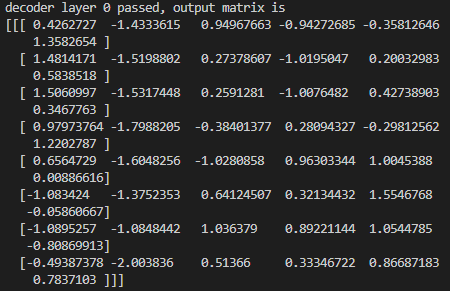 decoder layer 0 passed, output matrix is
[[[ 0.4262727 -1.4333615 0.94967663 -0.94272685 -0.35812646
1.3582654 ]
[ 1.4814171 -1.5198802 0.27378607 -1.0195047 0.20032983
0.5838518 ]
[ 1.5060997 -1.5317448 0.2591281 -1.0076482 0.42738903
0.3467763 ]
[ 0.97973764 -1.7988205 -0.38401377 0.28094327 -0.29812562
1.2202787 ]
[ 0.6564729 -1.6048256 -1.0280858 0.96303344 1.0045388
0.00886616]
[-1.083424 -1.3752353 0.64124507 0.32134432 1.5546768
-0.05860667]
[-1.0895257 -1.0848442 1.036379 0.89221144 1.0544785
-0.80869913]
[-0.49387378 -2.003836 0.51366 0.33346722 0.86687183
0.7837103 ]]]